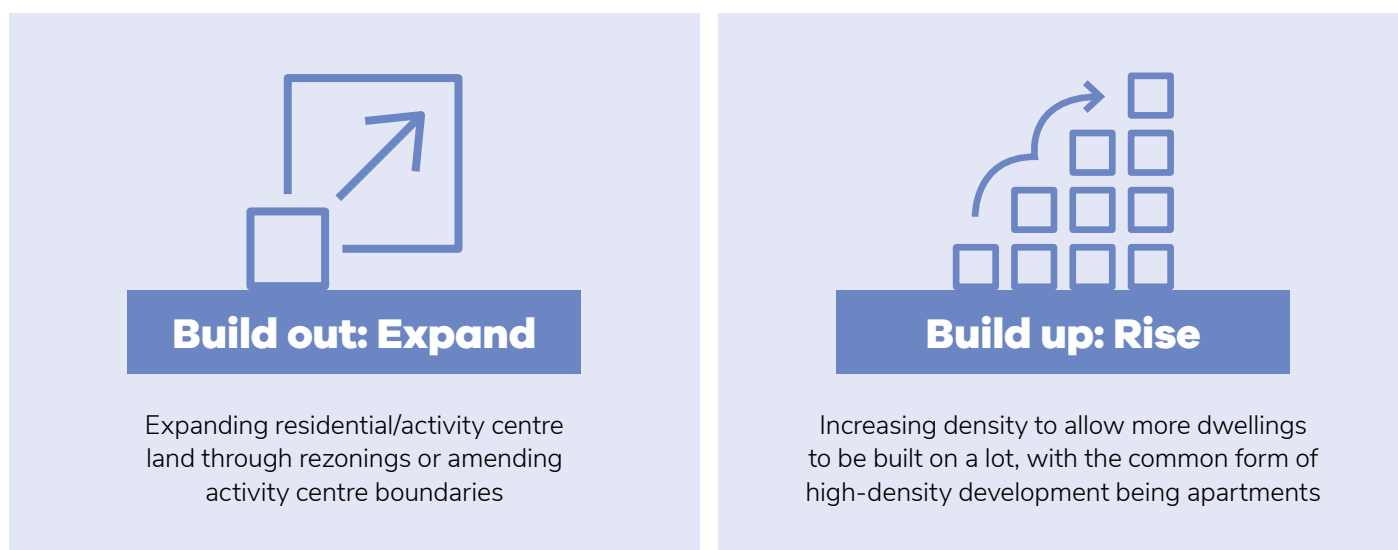 Build out: Expand
Expanding residential/activity centre
land through rezonings or amending
activity centre boundaries
Build up: Rise
Increasing density to allow more dwellings
to be built on a lot, with the common form of
high-density development being apartments